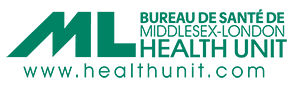 ML
BUREAU DE SANTÉ DE
MIDDLESEX-LONDON
HEALTH UNIT
www.healthunit.com